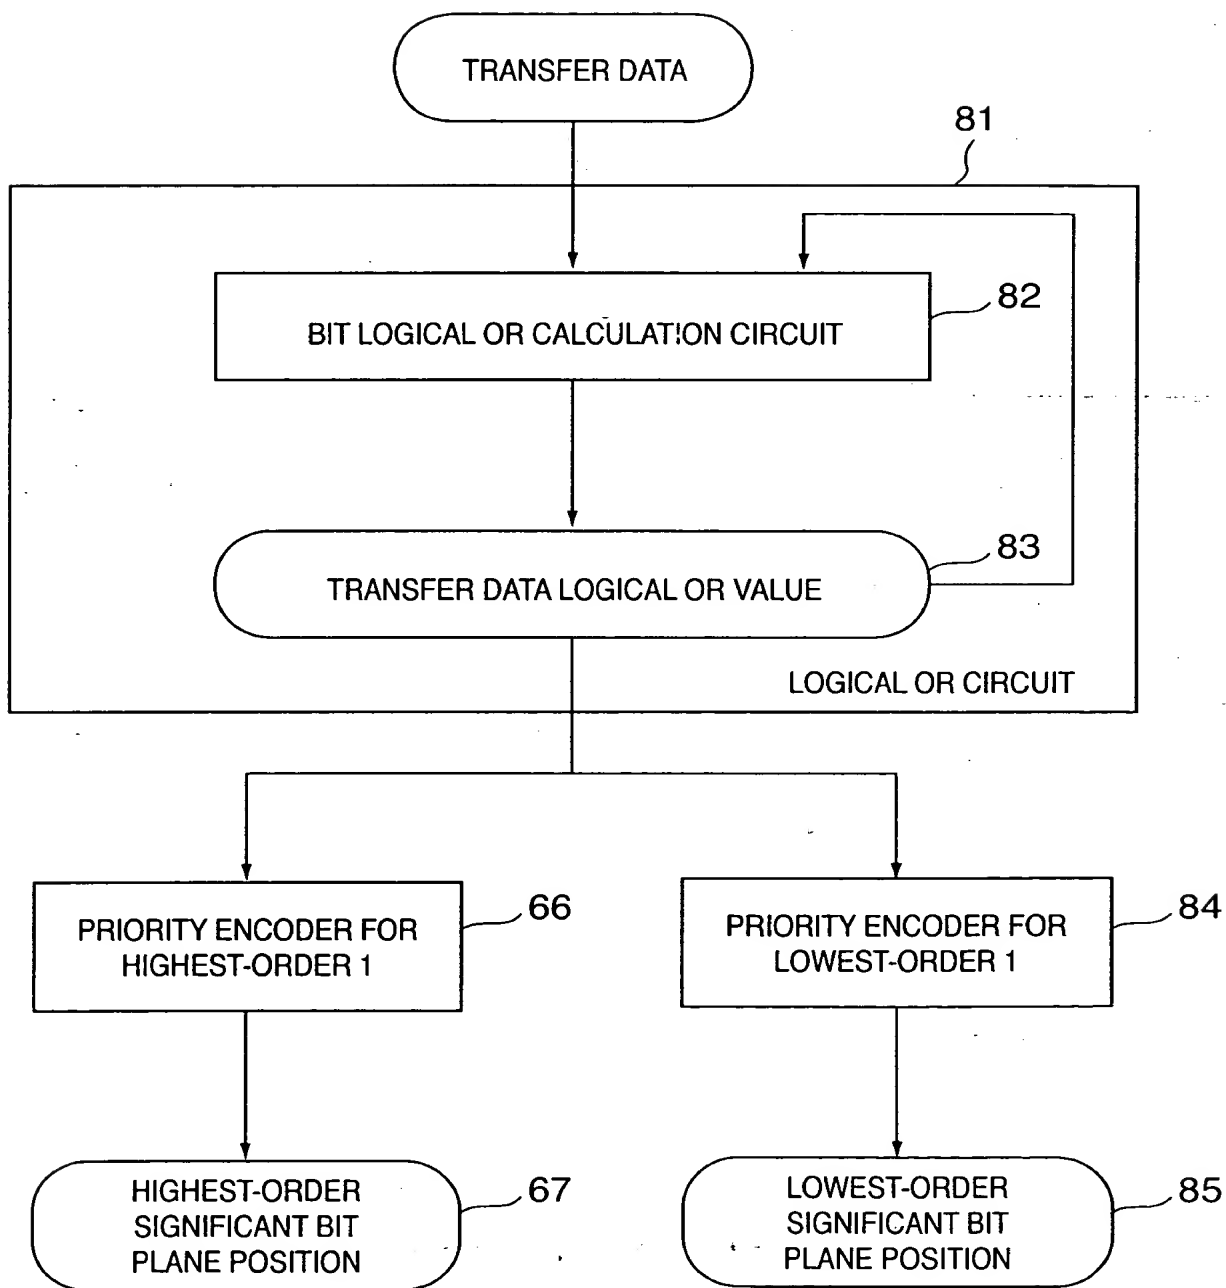 TRANSFER DATA
81
BIT LOGICAL OR CALCULATION CIRCUIT
82
TRANSFER DATA LOGICAL OR VALUE
83
LOGICAL OR CIRCUIT
PRIORITY ENCODER FOR
HIGHEST-ORDER 1
66
PRIORITY ENCODER FOR
LOWEST-ORDER 1
84
HIGHEST-ORDER
SIGNIFICANT BIT
PLANE POSITION
67
LOWEST-ORDER
SIGNIFICANT BIT
PLANE POSITION
85